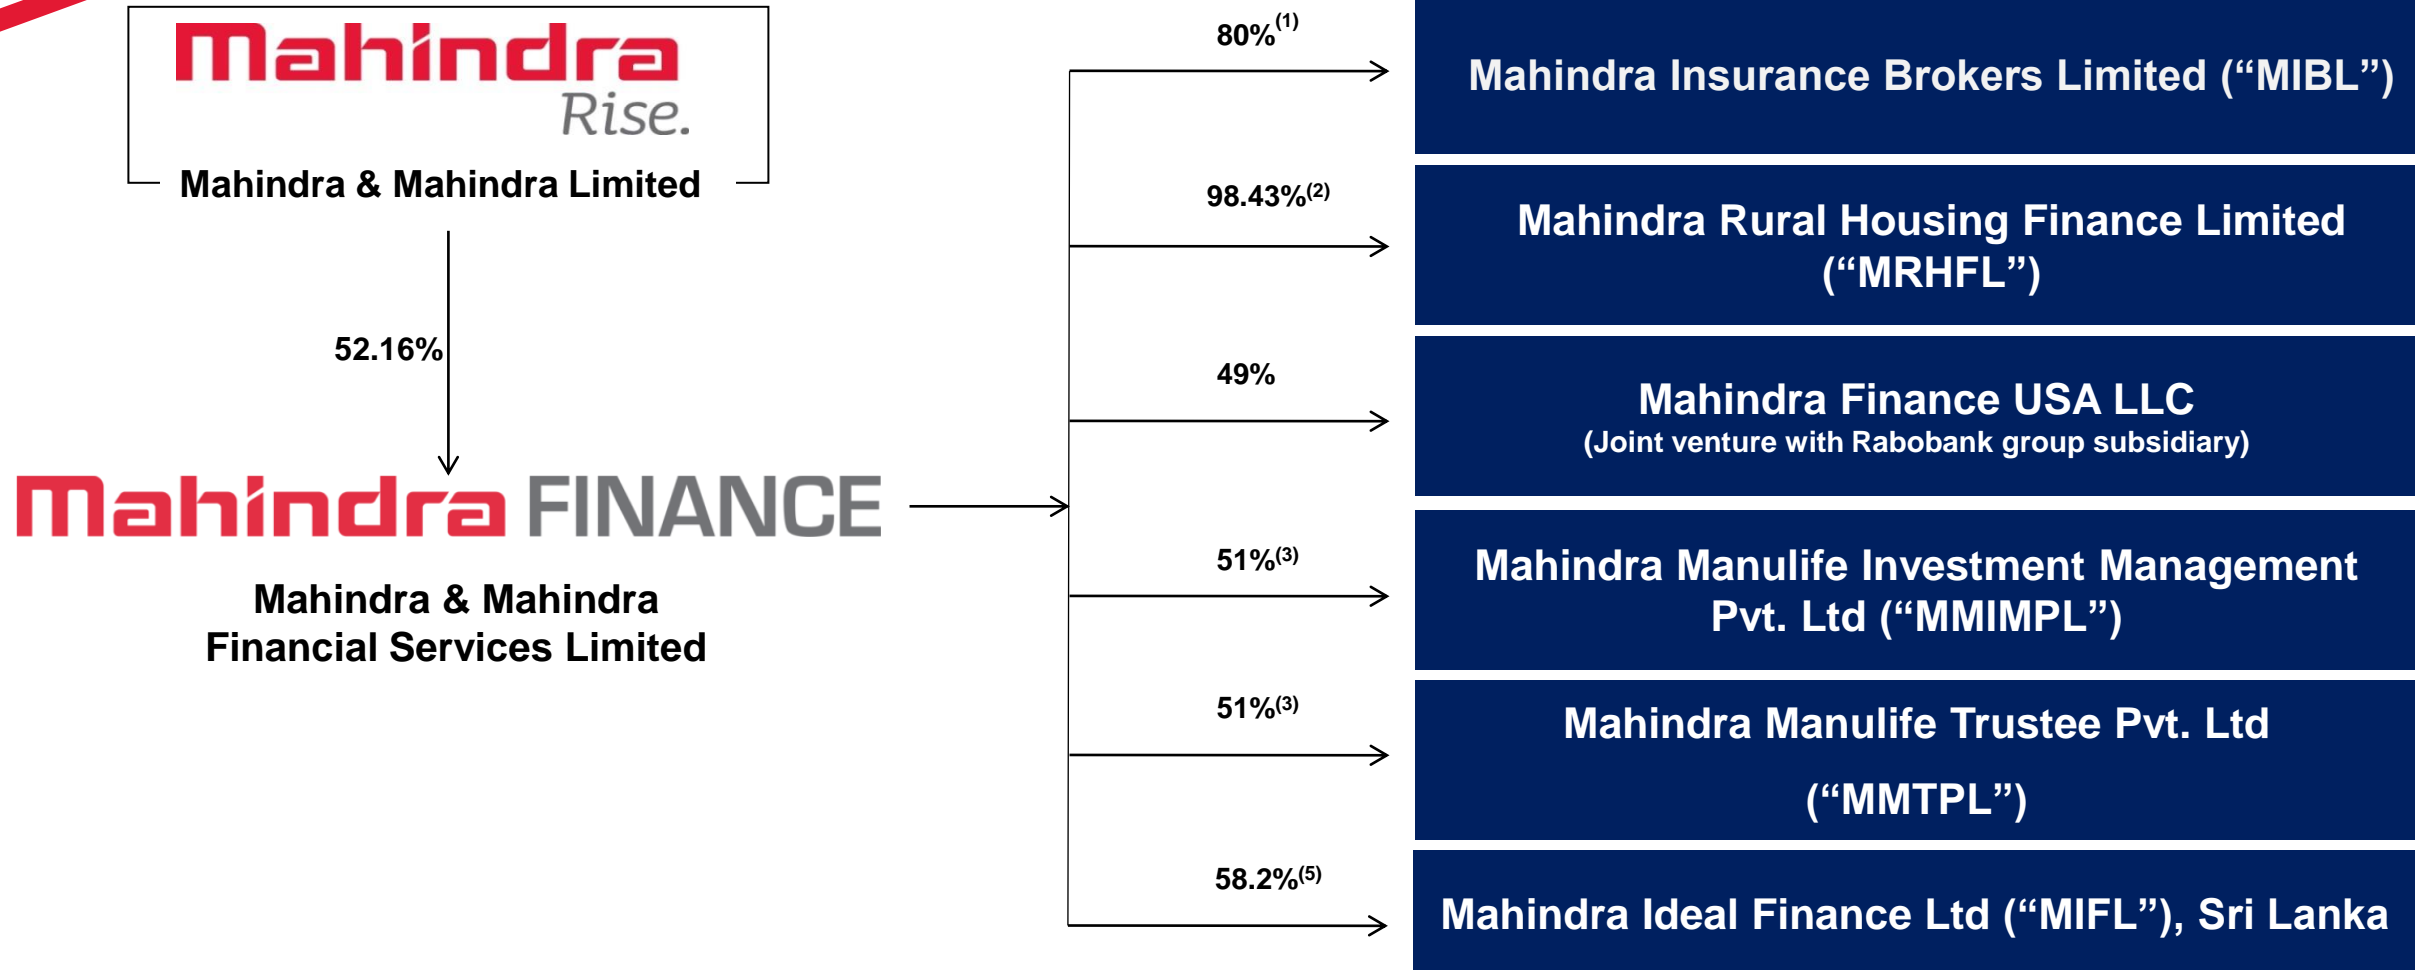 Mahindra
Rise.
Mahindra & Mahindra Limited
52.16%
Mahindra FINANCE
Mahindra & Mahindra
Financial Services Limited
80%(1)
Mahindra Insurance Brokers Limited (“MIBL”)
98.43%(2)
Mahindra Rural Housing Finance Limited
(“MRHFL”)
49%
Mahindra Finance USA LLC
(Joint venture with Rabobank group subsidiary)
51%(3)
Mahindra Manulife Investment Management
Pvt. Ltd (“MMIMPL”)
51%(3)
Mahindra Manulife Trustee Pvt. Ltd
(“MMTPL”)
58.2%(5)
Mahindra Ideal Finance Ltd (“MIFL”), Sri Lanka